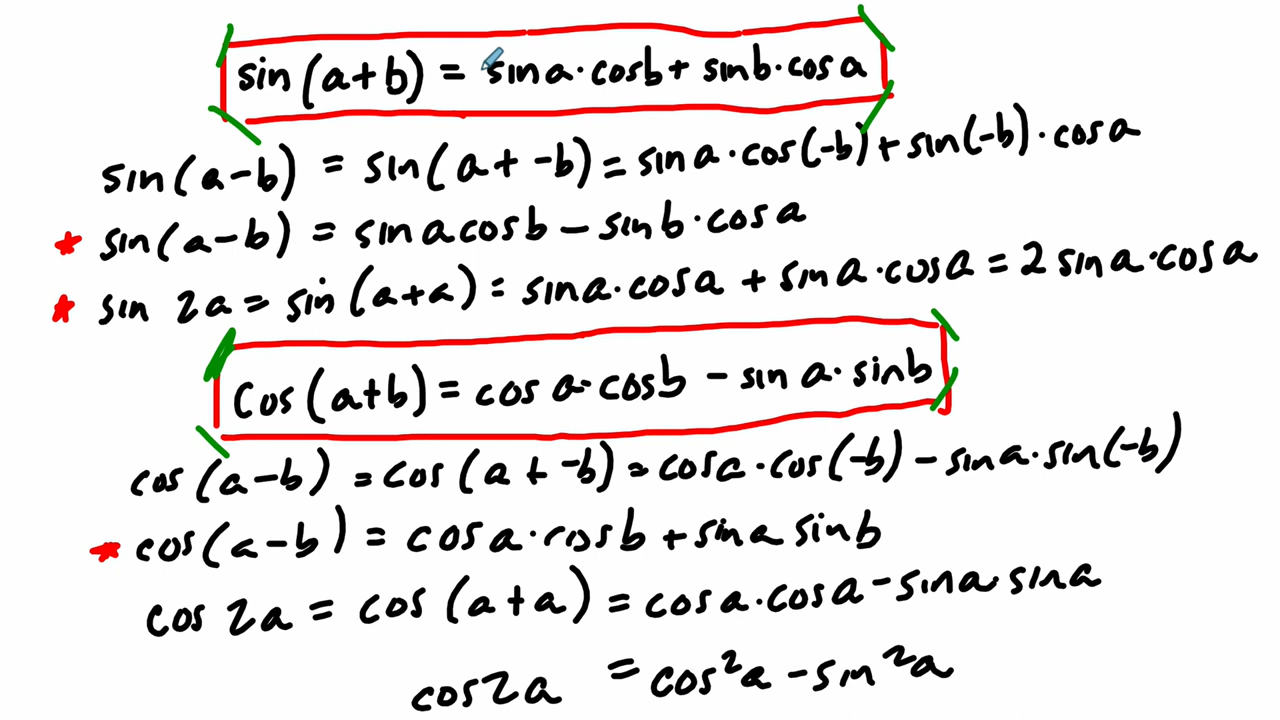 sin(a+b) = sina·cosb+ sinb·cosa
sin(a-b) = sin(a+ -b)= sina·cos(-b)+sin(-b)·cosa
* sin(a-b) = sinacosb - sinb·cosa
* sin 2a = sin(a+a) = sina·cosa + sina·cosa = 2 sina·cosa
Cos(a+b) = cosa·cosb - sina·sinb
cos(a-b) = cos(a+ -b) = cosa·cos(-b) - sina·sin(-b)
* cos(a-b) = cosa·cosb + sina sinb
cos 2a = cos(a+a) = cosa·cosa - sina·sina
cos2a = cos²a - sin²a